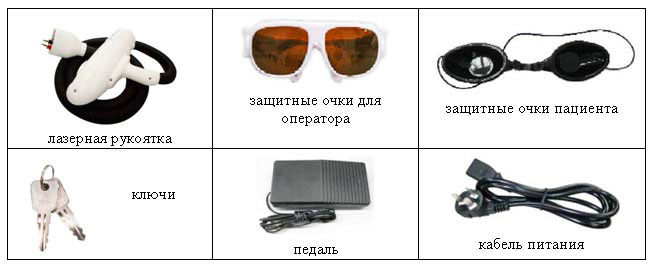 лазерная рукоятка
защитные очки для
оператора
защитные очки пациента
ключи
педаль
кабель питания